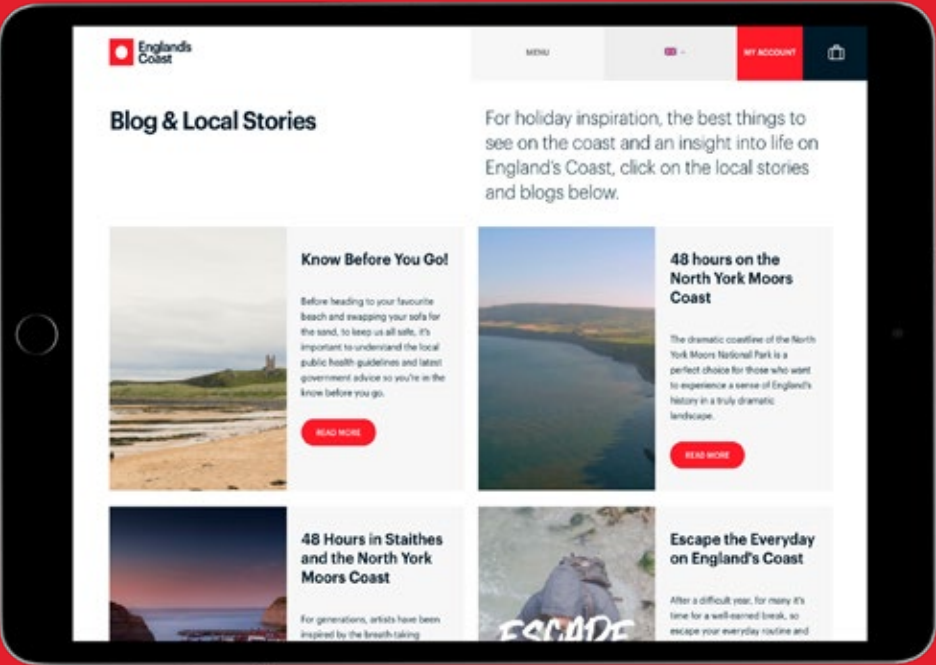 England's
Coast
MENU
MY ACCOUNT
Blog & Local Stories
For holiday inspiration, the best things to
see on the coast and an insight into life on
England's Coast, click on the local stories
and blogs below.
Know Before You Go!
Before heading to your favourite
beach and swapping your sofa for
the sand, to keep us all safe, it's
important to understand the local
public health guidelines and latest
government advice so you're in the
know before you go.
READ MORE
48 hours on the
North York Moors
Coast
The dramatic coastline of the North
York Moors National Park is a
perfect choice for those who want
to experience a sense of England's
history in a truly dramatic
landscape.
READ MORE
48 Hours in Staithes
and the North York
Moors Coast
For generations, artists have been
inspired by the breath-taking
ESCAPE
Escape the Everyday
on England's Coast
After a difficult year, for many it's
time for a well-earned break, so
escape your everyday routine and